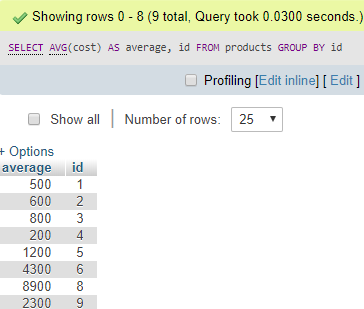 Showing rows 0 - 8 (9 total, Query took 0.0300 seconds.)
SELECT AVG(cost) AS average, id FROM products GROUP BY id
Profiling [Edit inline] [ Edit ]
Show all | Number of rows: 25
+ Options
average id
500 1
600 2
800 3
200 4
1200 5
4300 6
8900 8
2300 9